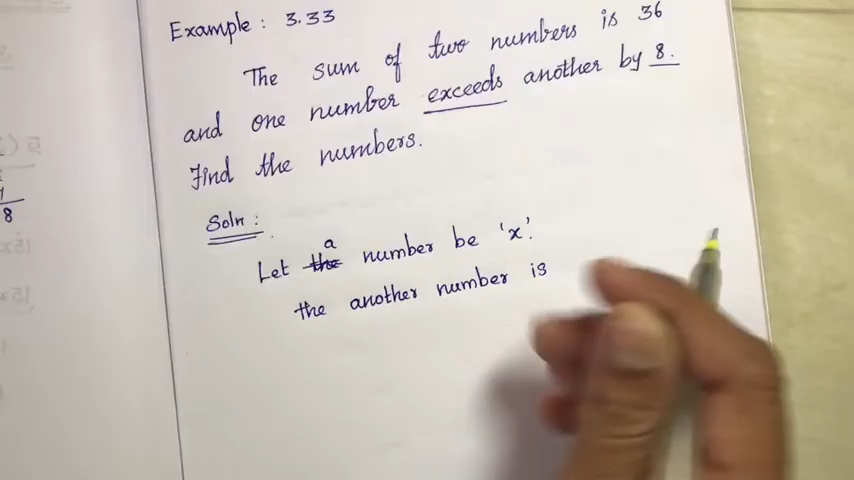 Example : 3.33
The sum of two numbers is 36
and one number exceeds another by 8.
Find the numbers.
Soln :
Let the a number be 'x'.
the another number is
8